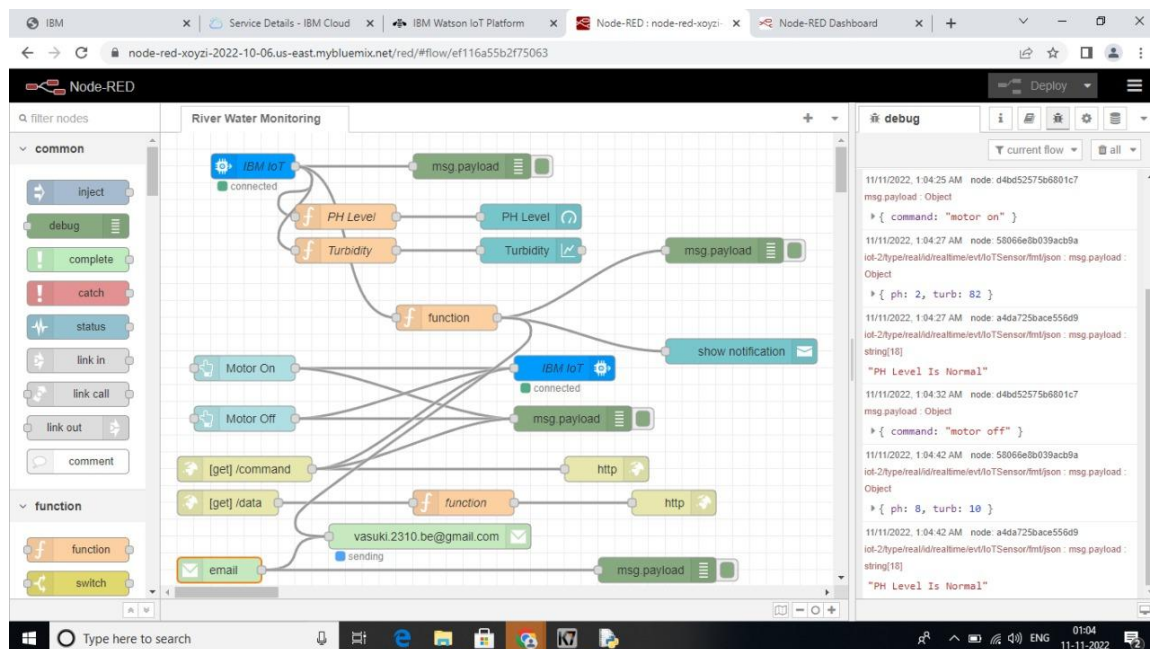 IBM
Service Details - IBM Cloud
IBM Watson IoT Platform
Node-RED : node-red-xoyzi-
Node-RED Dashboard
node-red-xoyzi-2022-10-06.us-east.mybluemix.net/red/#flow/ef116a55b2f75063
Node-RED
Deploy
filter nodes
River Water Monitoring
debug
i
common
current flow
all
inject
debug
complete
catch
status
link in
link call
link out
comment
function
function
switch
IBM IoT
connected
msg.payload
PH Level
PH Level
Turbidity
Turbidity
msg.payload
function
show notification
Motor On
IBM IoT
connected
Motor Off
msg.payload
[get] /command
http
[get] /data
function
http
vasuki.2310.be@gmail.com
sending
email
msg.payload
11/11/2022, 1:04:25 AM node: d4bd52575b6801c7
msg.payload : Object
{ command: "motor on" }
11/11/2022, 1:04:27 AM node: 58066e8b039acb9a
iot-2/type/real/id/realtime/evt/IoTSensor/fmt/json : msg.payload :
Object
{ ph: 2, turb: 82 }
11/11/2022, 1:04:27 AM node: a4da725bace556d9
iot-2/type/real/id/realtime/evt/IoTSensor/fmt/json : msg.payload :
string[18]
"PH Level Is Normal"
11/11/2022, 1:04:32 AM node: d4bd52575b6801c7
msg.payload : Object
{ command: "motor off" }
11/11/2022, 1:04:42 AM node: 58066e8b039acb9a
iot-2/type/real/id/realtime/evt/IoTSensor/fmt/json : msg.payload :
Object
{ ph: 8, turb: 10 }
11/11/2022, 1:04:42 AM node: a4da725bace556d9
iot-2/type/real/id/realtime/evt/IoTSensor/fmt/json : msg.payload :
string[18]
"PH Level Is Normal"
Type here to search
K7
ENG
01:04
11-11-2022
2